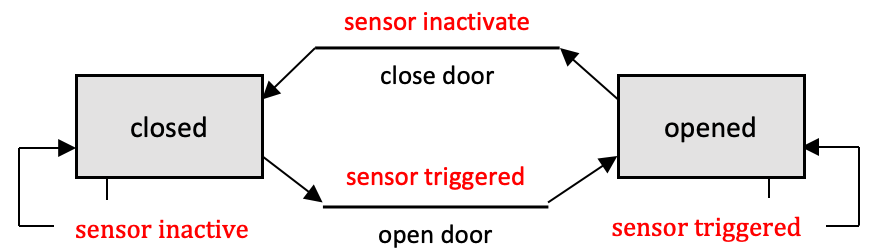 sensor inactivate
close door
closed
opened
sensor triggered
open door
sensor inactive
sensor triggered